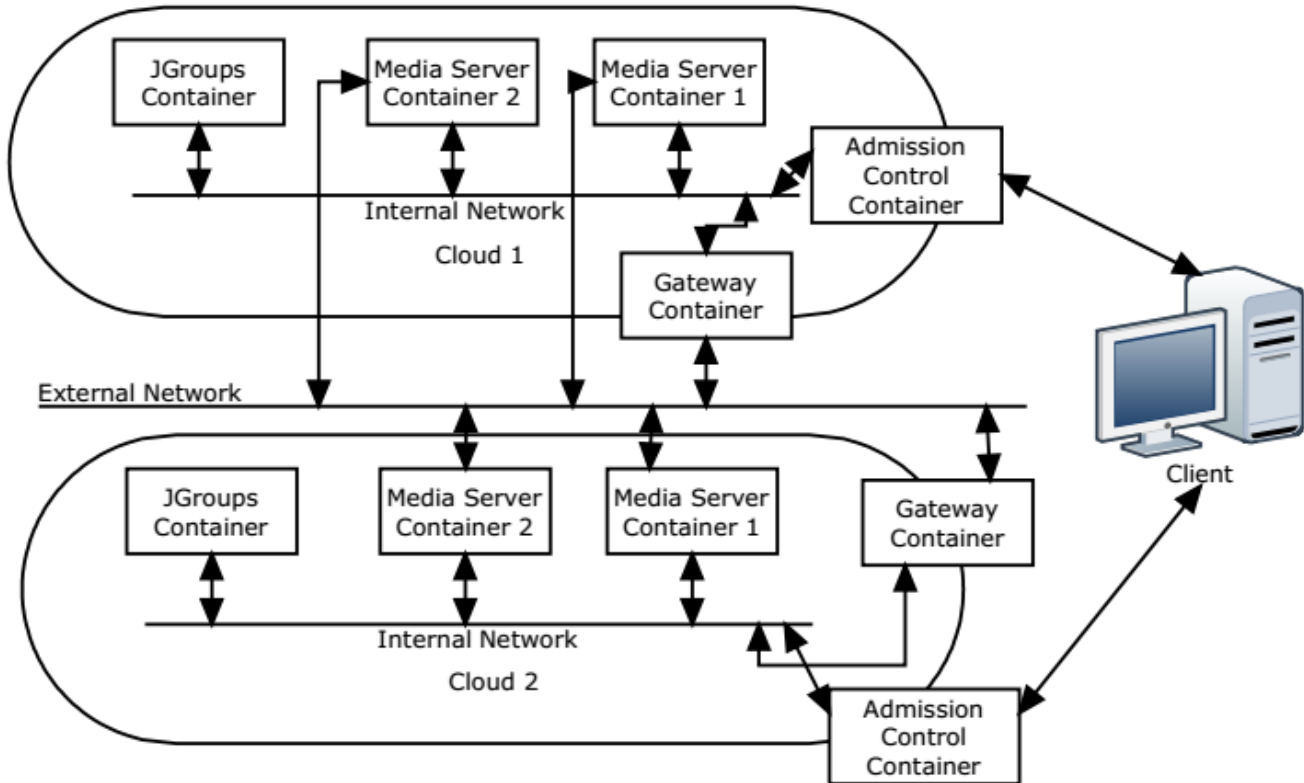 JGroups
Container
Media Server
Container 2
Media Server
Container 1
Admission
Control
Container
Internal Network
Cloud 1
Gateway
Container
External Network
Client
JGroups
Container
Media Server
Container 2
Media Server
Container 1
Gateway
Container
Internal Network
Cloud 2
Admission
Control
Container